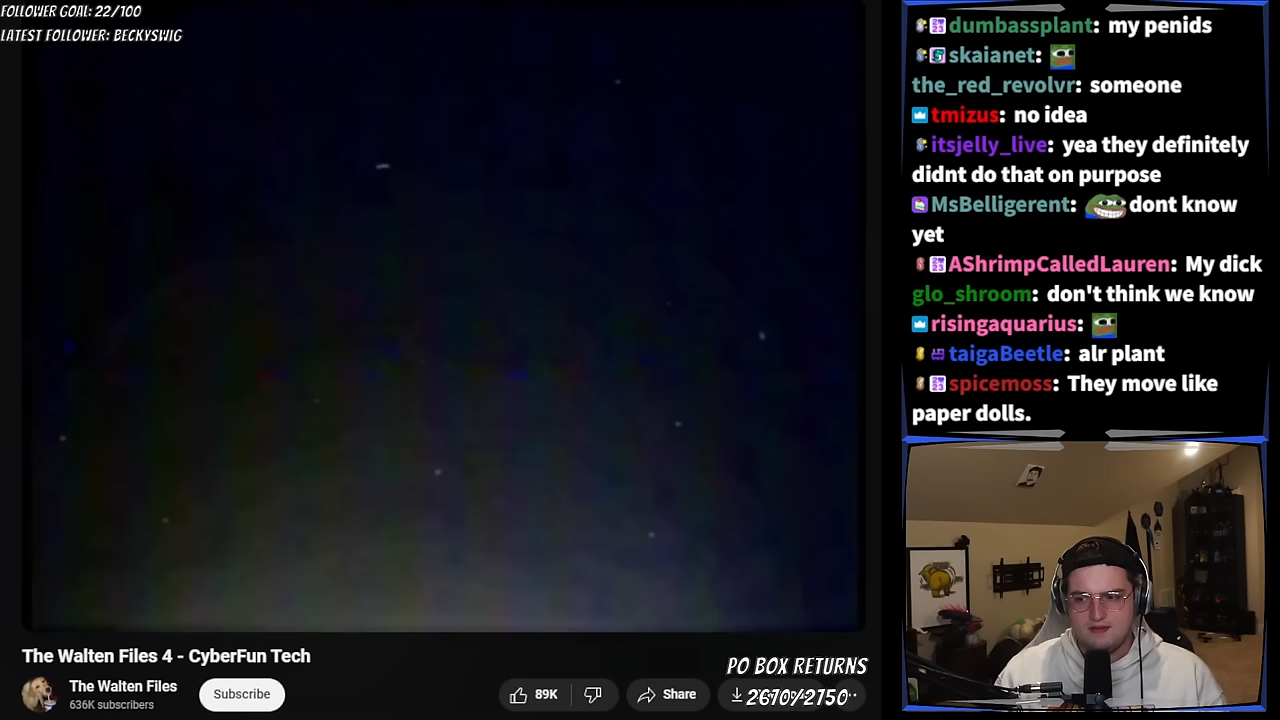 FOLLOWER GOAL: 22/100
LATEST FOLLOWER: BECKYSWIG
dumbassplant: my penids
skaianet:
the_red_revolvr: someone
tmizus: no idea
itsjelly_live: yea they definitely
didnt do that on purpose
MsBelligerent: dont know
yet
AShrimpCalledLauren: My dick
glo_shroom: don't think we know
risingaquarius:
taigaBeetle: alr plant
spicemoss: They move like
paper dolls.
The Walten Files 4 - CyberFun Tech
The Walten Files
636K subscribers
Subscribe
89K
Share
PO BOX RETURNS
2670/2750